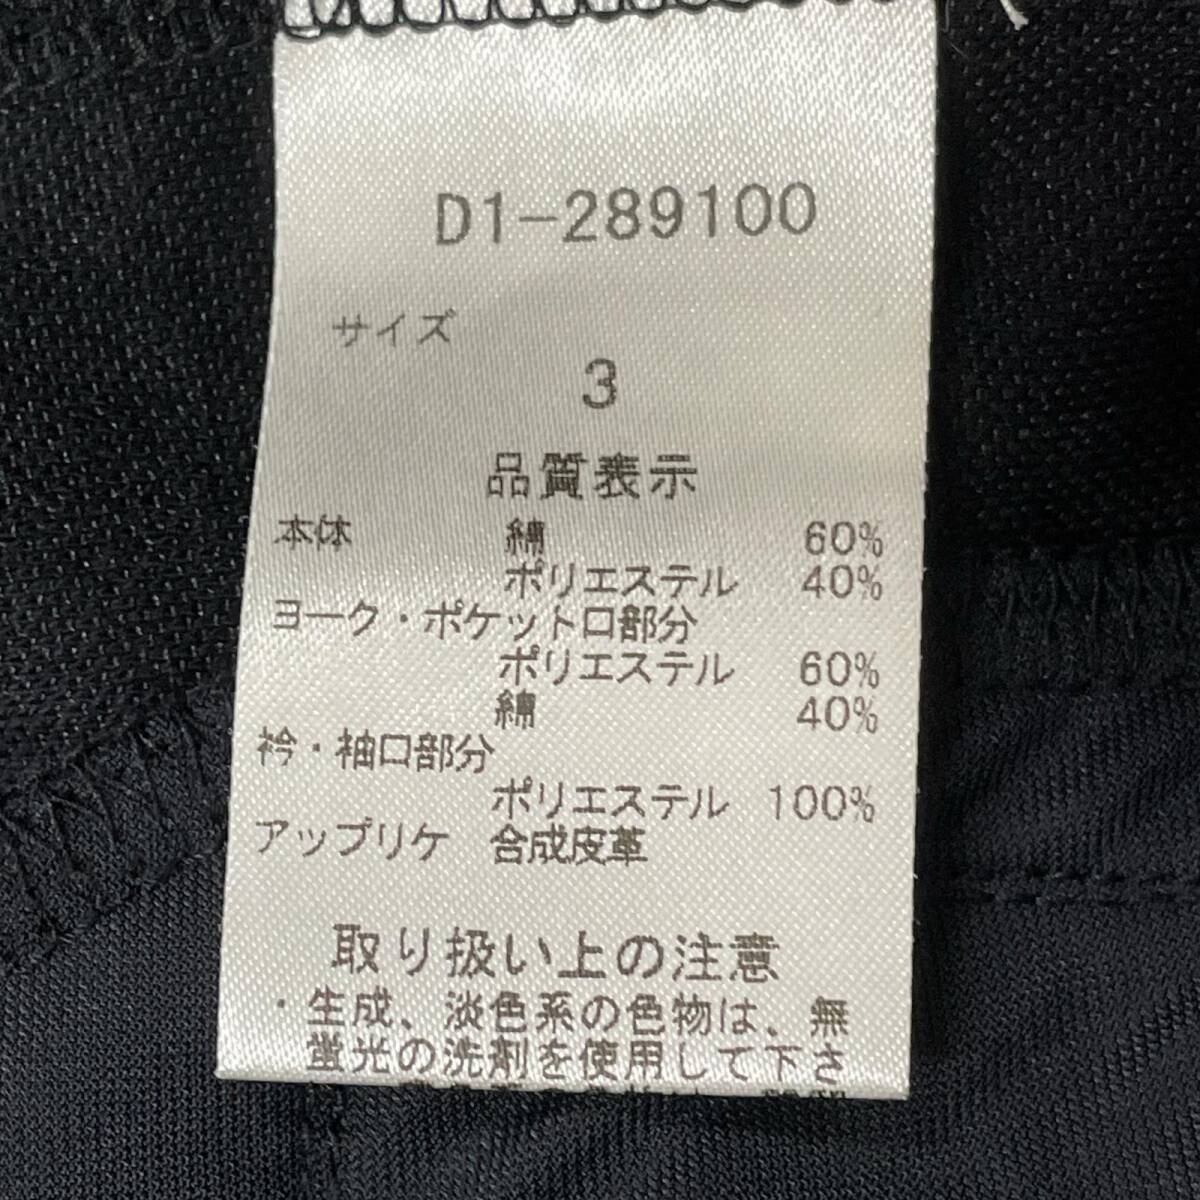 D1-289100
サイズ
3
品質表示
本体 綿 60%
ポリエステル 40%
ヨーク・ポケット口部分
ポリエステル 60%
綿 40%
衿・袖口部分
ポリエステル 100%
アップリケ 合成皮革
取り扱い上の注意
・生成、淡色系の色物は、無
蛍光の洗剤を使用して下さ